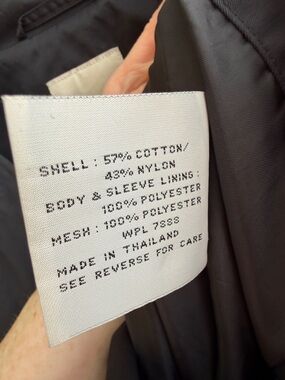 SHELL : 57% COTTON/
43% NYLON
BODY & SLEEVE LINING :
100% POLYESTER
MESH : 100% POLYESTER
WPL 7888
MADE IN THAILAND
SEE REVERSE FOR CARE